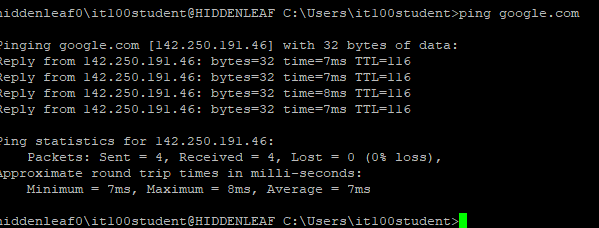 hiddenleaf0\it100student@HIDDENLEAF C:\Users\it100student>ping google.com
Pinging google.com [142.250.191.46] with 32 bytes of data:
Reply from 142.250.191.46: bytes=32 time=7ms TTL=116
Reply from 142.250.191.46: bytes=32 time=7ms TTL=116
Reply from 142.250.191.46: bytes=32 time=8ms TTL=116
Reply from 142.250.191.46: bytes=32 time=7ms TTL=116
Ping statistics for 142.250.191.46:
    Packets: Sent = 4, Received = 4, Lost = 0 (0% loss),
Approximate round trip times in milli-seconds:
    Minimum = 7ms, Maximum = 8ms, Average = 7ms
hiddenleaf0\it100student@HIDDENLEAF C:\Users\it100student>